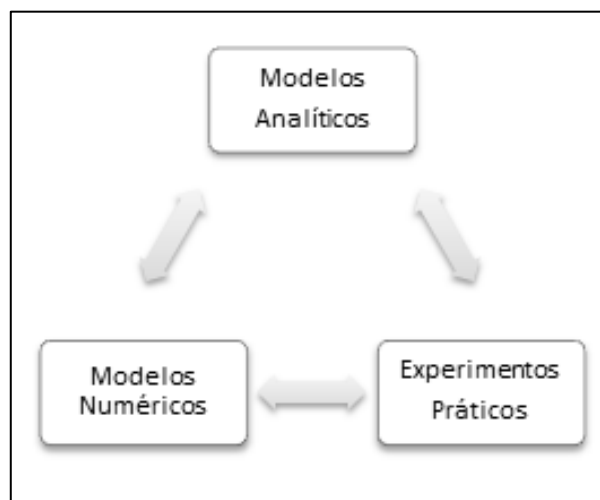 Modelos
Analíticos
Modelos
Numéricos
Experimentos
Práticos